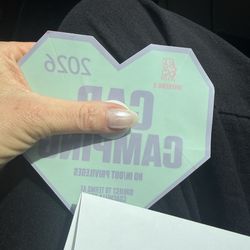 2026
CAR
CAMPING
NO IN/OUT PRIVILEGES
SUBJECT TO TERMS AT